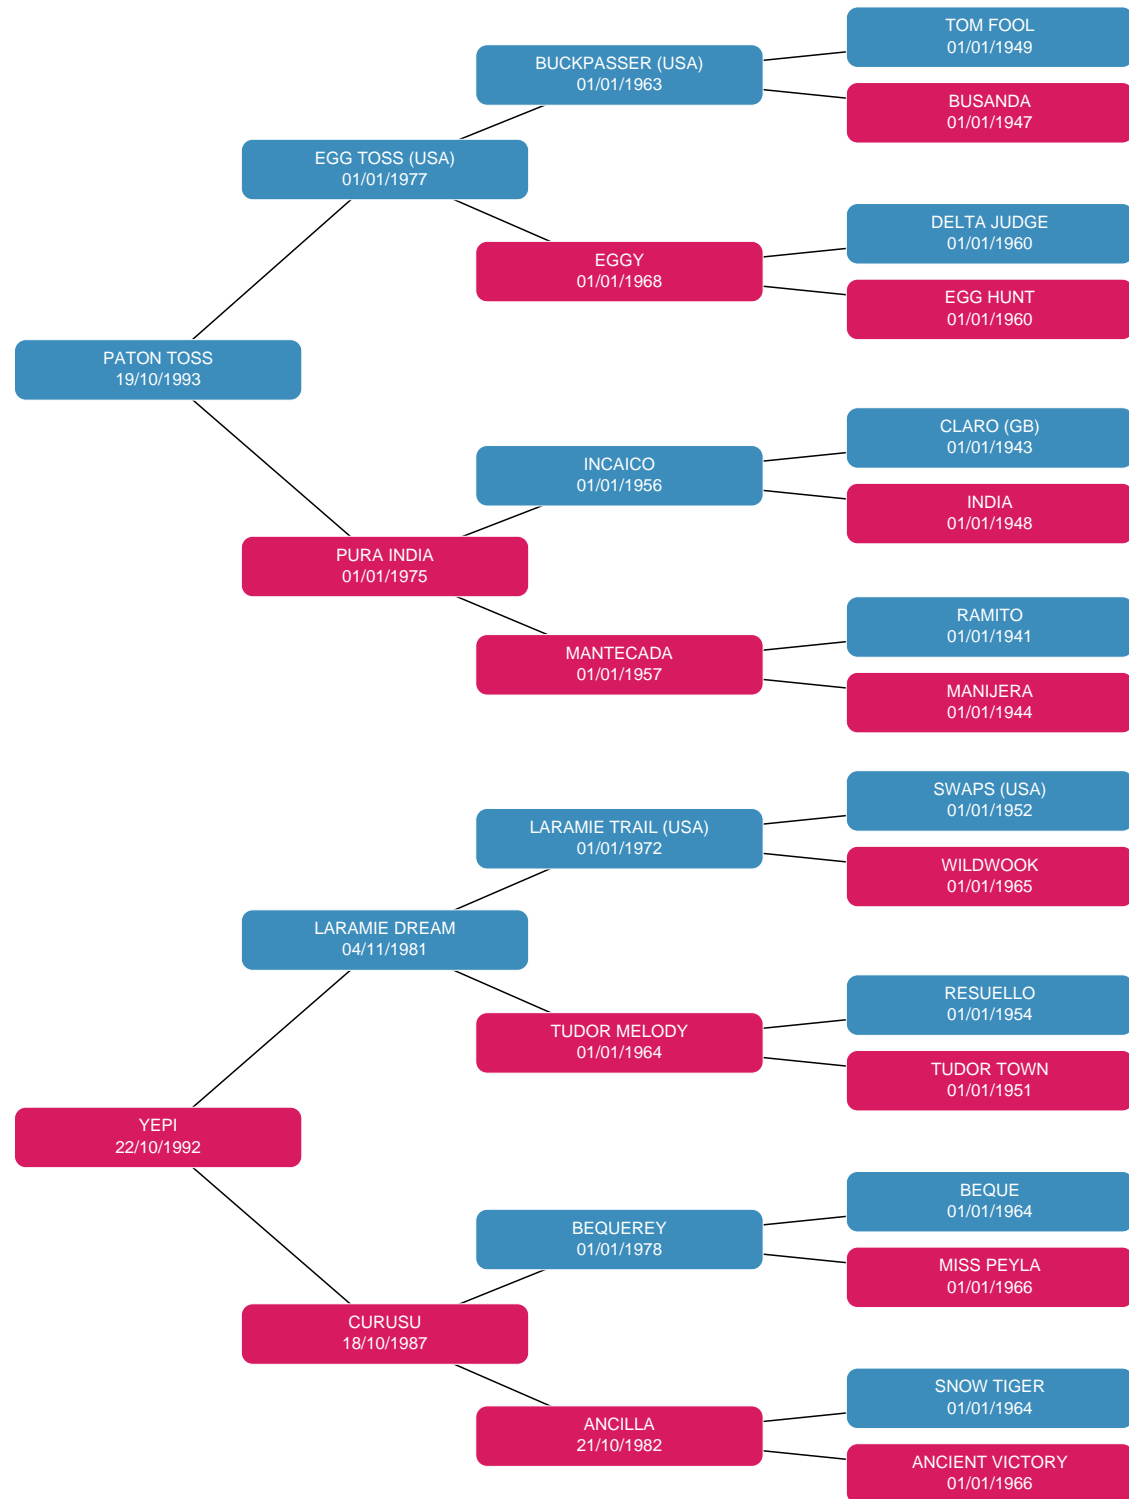 TOM FOOL
01/01/1949
BUCKPASSER (USA)
01/01/1963
BUSANDA
01/01/1947
EGG TOSS (USA)
01/01/1977
DELTA JUDGE
01/01/1960
EGGY
01/01/1968
EGG HUNT
01/01/1960
PATON TOSS
19/10/1993
CLARO (GB)
01/01/1943
INCAICO
01/01/1956
INDIA
01/01/1948
PURA INDIA
01/01/1975
RAMITO
01/01/1941
MANTECADA
01/01/1957
MANIJERA
01/01/1944
SWAPS (USA)
01/01/1952
LARAMIE TRAIL (USA)
01/01/1972
WILDWOOK
01/01/1965
LARAMIE DREAM
04/11/1981
RESUELLO
01/01/1954
TUDOR MELODY
01/01/1964
TUDOR TOWN
01/01/1951
YEPI
22/10/1992
BEQUE
01/01/1964
BEQUEREY
01/01/1978
MISS PEYLA
01/01/1966
CURUSU
18/10/1987
SNOW TIGER
01/01/1964
ANCILLA
21/10/1982
ANCIENT VICTORY
01/01/1966